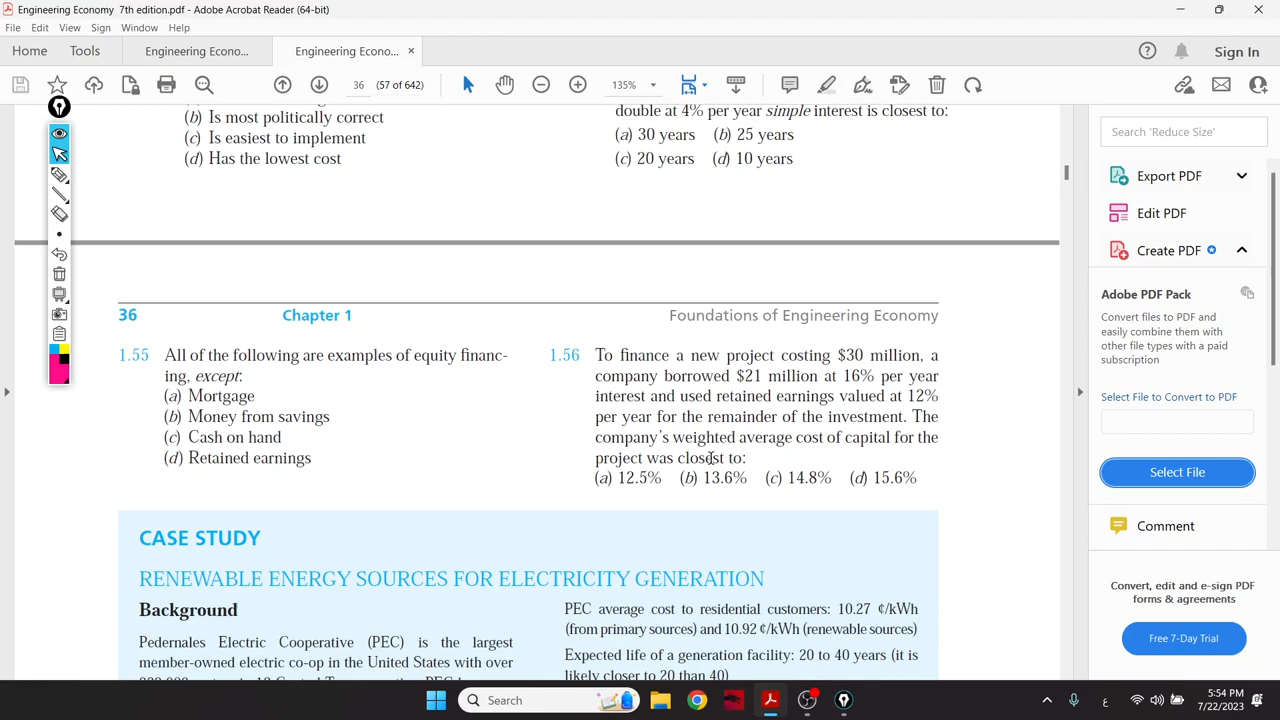 Engineering Economy 7th edition.pdf - Adobe Acrobat Reader (64-bit)
File Edit View Sign Window Help
Home Tools Engineering Econo... Engineering Econo... × Sign In
36 (57 of 642) 135%
(b) Is most politically correct
(c) Is easiest to implement
(d) Has the lowest cost
double at 4% per year simple interest is closest to:
(a) 30 years (b) 25 years
(c) 20 years (d) 10 years
36 Chapter 1 Foundations of Engineering Economy
1.55 All of the following are examples of equity financ-
ing, except:
(a) Mortgage
(b) Money from savings
(c) Cash on hand
(d) Retained earnings
1.56 To finance a new project costing $30 million, a
company borrowed $21 million at 16% per year
interest and used retained earnings valued at 12%
per year for the remainder of the investment. The
company's weighted average cost of capital for the
project was closest to:
(a) 12.5% (b) 13.6% (c) 14.8% (d) 15.6%
CASE STUDY
RENEWABLE ENERGY SOURCES FOR ELECTRICITY GENERATION
Background
Pedernales Electric Cooperative (PEC) is the largest
member-owned electric co-op in the United States with over
PEC average cost to residential customers: 10.27 ¢/kWh
(from primary sources) and 10.92 ¢/kWh (renewable sources)
Expected life of a generation facility: 20 to 40 years (it is
likely closer to 20 than 40)
Search 'Reduce Size'
Export PDF
Edit PDF
Create PDF
Adobe PDF Pack
Convert files to PDF and
easily combine them with
other file types with a paid
subscription
Select File to Convert to PDF
Select File
Comment
Convert, edit and e-sign PDF
forms & agreements
Free 7-Day Trial
Search
ع
5:54 PM
7/22/2023